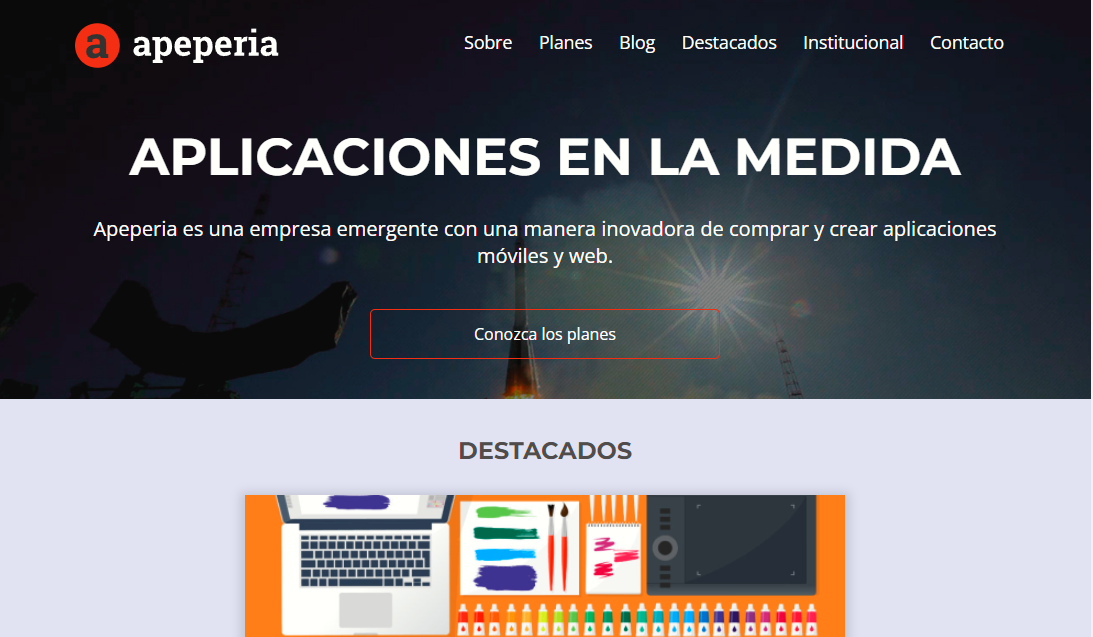 a apeperia
Sobre Planes Blog Destacados Institucional Contacto
APLICACIONES EN LA MEDIDA
Apeperia es una empresa emergente con una manera inovadora de comprar y crear aplicaciones
móviles y web.
Conozca los planes
DESTACADOS